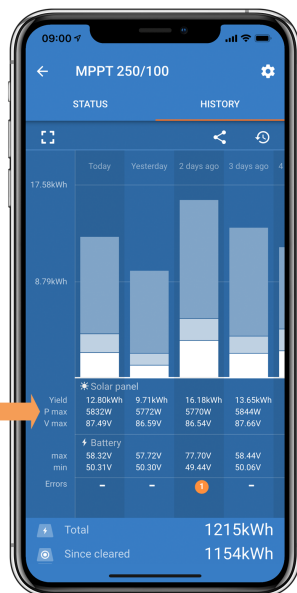 09:00
MPPT 250/100
STATUS HISTORY
Today Yesterday 2 days ago 3 days ago 4
17.58kWh
8.79kWh
Solar panel
Yield 12.80kWh 9.71kWh 16.18kWh 13.65kWh
P max 5832W 5772W 5770W 5844W
V max 87.49V 86.59V 86.54V 87.66V
Battery
max 58.32V 57.72V 77.70V 58.44V
min 50.31V 50.30V 49.44V 50.06V
Errors – – 1 –
Total 1215kWh
Since cleared 1154kWh